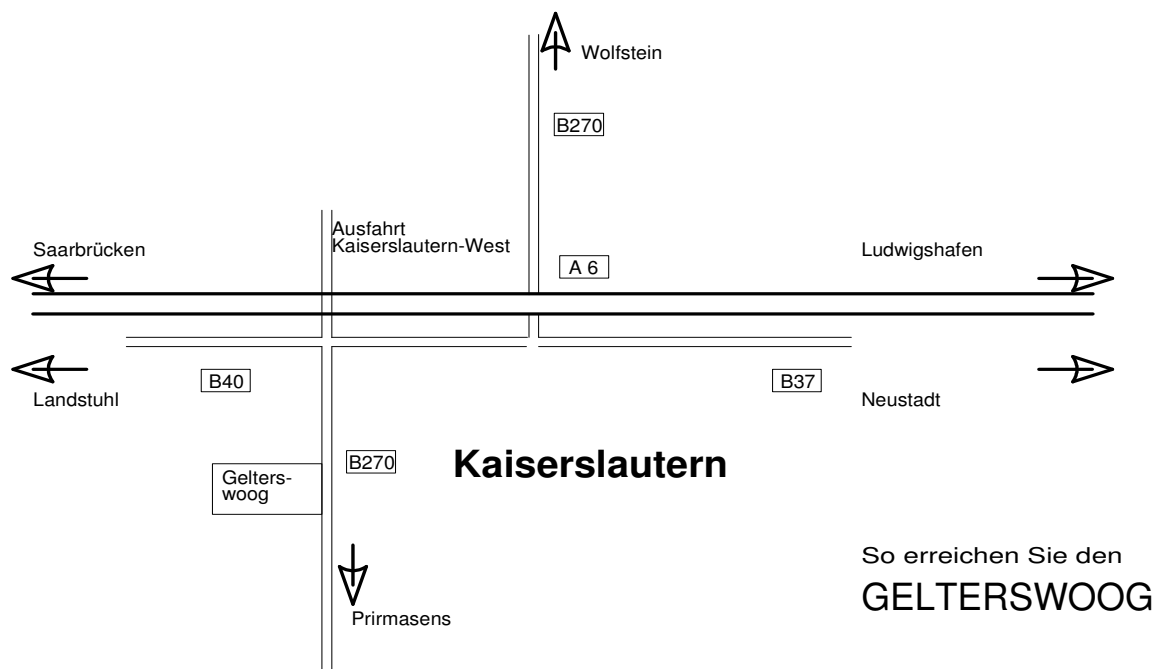 Wolfstein
B270
Ausfahrt
Kaiserslautern-West
Saarbrücken
Ludwigshafen
A 6
B40
B37
Landstuhl
Neustadt
B270
Kaiserslautern
Gelters-
woog
So erreichen Sie den
GELTERSWOOG
Prirmasens